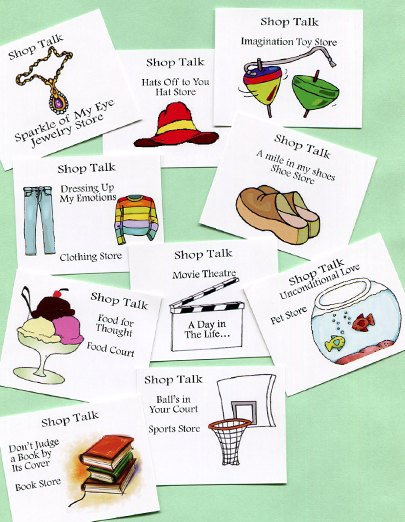 Shop Talk
Sparkle of My Eye
Jewelry Store
Shop Talk
Hats Off to You
Hat Store
Shop Talk
Imagination Toy Store
Shop Talk
Dressing Up
My Emotions
Clothing Store
Shop Talk
A mile in my shoes
Shoe Store
Shop Talk
Movie Theatre
A Day in
The Life...
Shop Talk
Food for
Thought
Food Court
Shop Talk
Unconditional Love
Pet Store
Shop Talk
Ball's in
Your Court
Sports Store
Shop Talk
Don't Judge
a Book by
Its Cover
Book Store